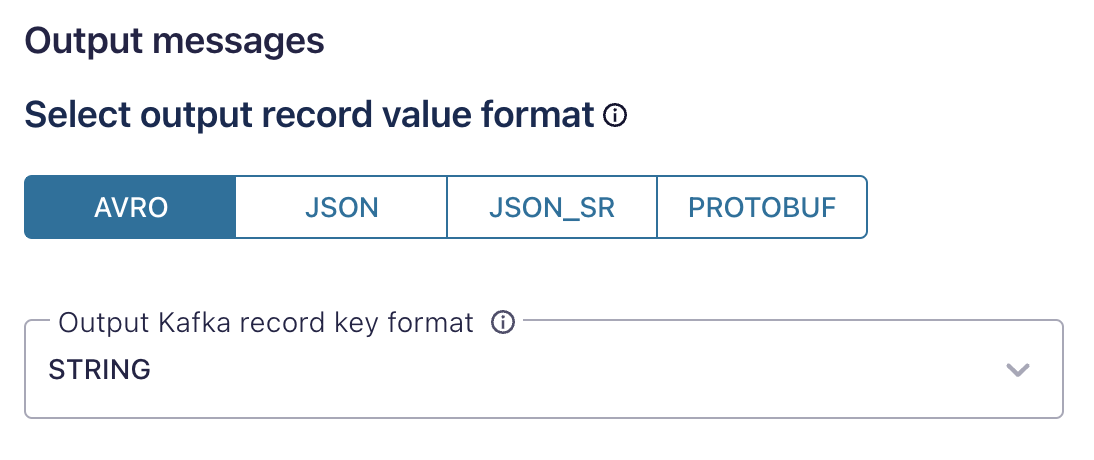 Output messages
Select output record value format
AVRO JSON JSON_SR PROTOBUF
Output Kafka record key format
STRING